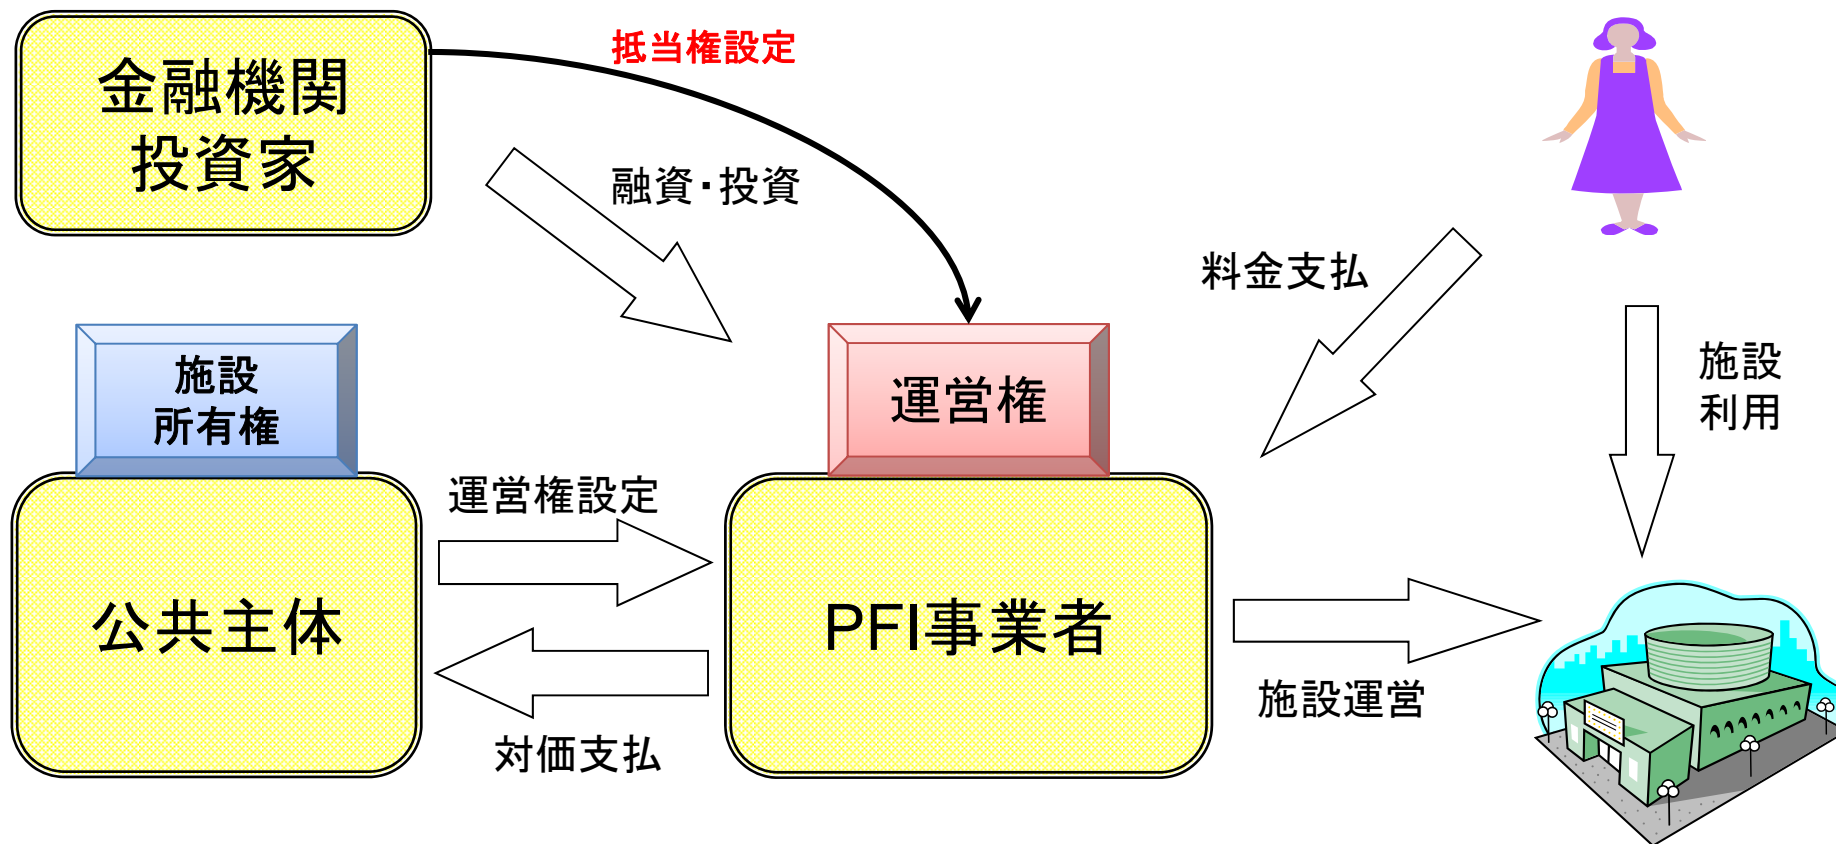 抵当権設定
金融機関
投資家
融資・投資
料金支払
施設
利用
施設
所有権
運営権
運営権設定
公共主体
PFI事業者
施設運営
対価支払